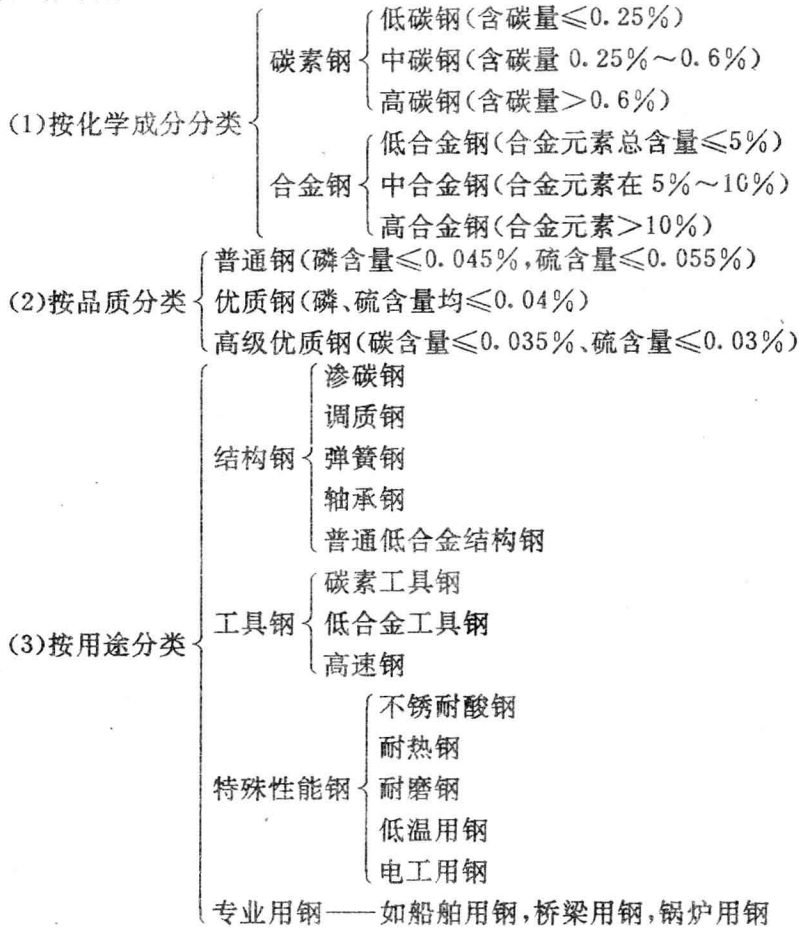 低碳钢(含碳量≤0.25%)
碳素钢
中碳钢(含碳量 0.25%～0.6%)
高碳钢(含碳量>0.6%)
(1)按化学成分分类
低合金钢(合金元素总含量≤5%)
合金钢
中合金钢(合金元素在 5%～10%)
高合金钢(合金元素>10%)
普通钢(磷含量≤0.045%,硫含量≤0.055%)
(2)按品质分类
优质钢(磷、硫含量均≤0.04%)
高级优质钢(碳含量≤0.035%、硫含量≤0.03%)
渗碳钢
调质钢
结构钢
弹簧钢
轴承钢
普通低合金结构钢
碳素工具钢
(3)按用途分类
工具钢
低合金工具钢
高速钢
不锈耐酸钢
耐热钢
特殊性能钢
耐磨钢
低温用钢
电工用钢
专业用钢——如船舶用钢,桥梁用钢,锅炉用钢